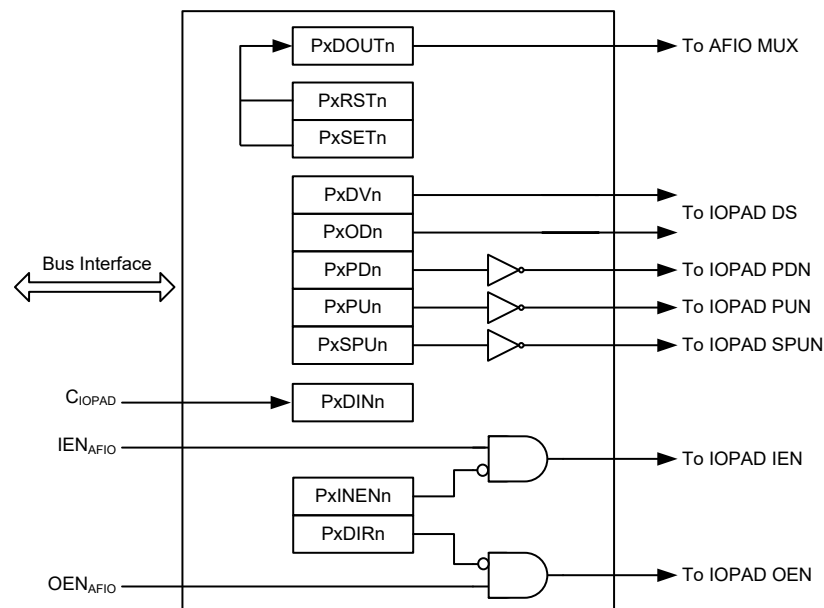 PxDOUTn
To AFIO MUX
PxRSTn
PxSETn
PxDVn
To IOPAD DS
PxODn
Bus Interface
PxPDn
To IOPAD PDN
PxPUn
To IOPAD PUN
PxSPUn
To IOPAD SPUN
CIOPAD
PxDINn
IENAFIO
To IOPAD IEN
PxINENn
PxDIRn
OENAFIO
To IOPAD OEN